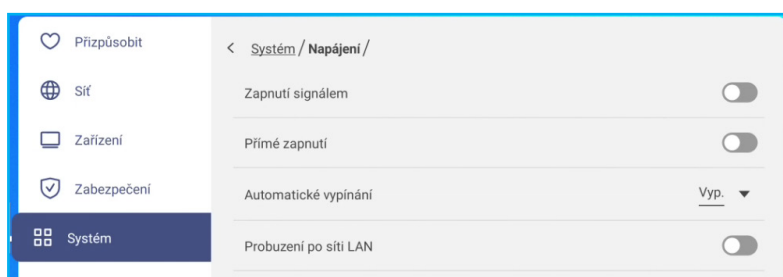 Přizpůsobit
Síť
Zařízení
Zabezpečení
Systém
Systém / Napájení /
Zapnutí signálem
Přímé zapnutí
Automatické vypínání Vyp.
Probuzení po síti LAN